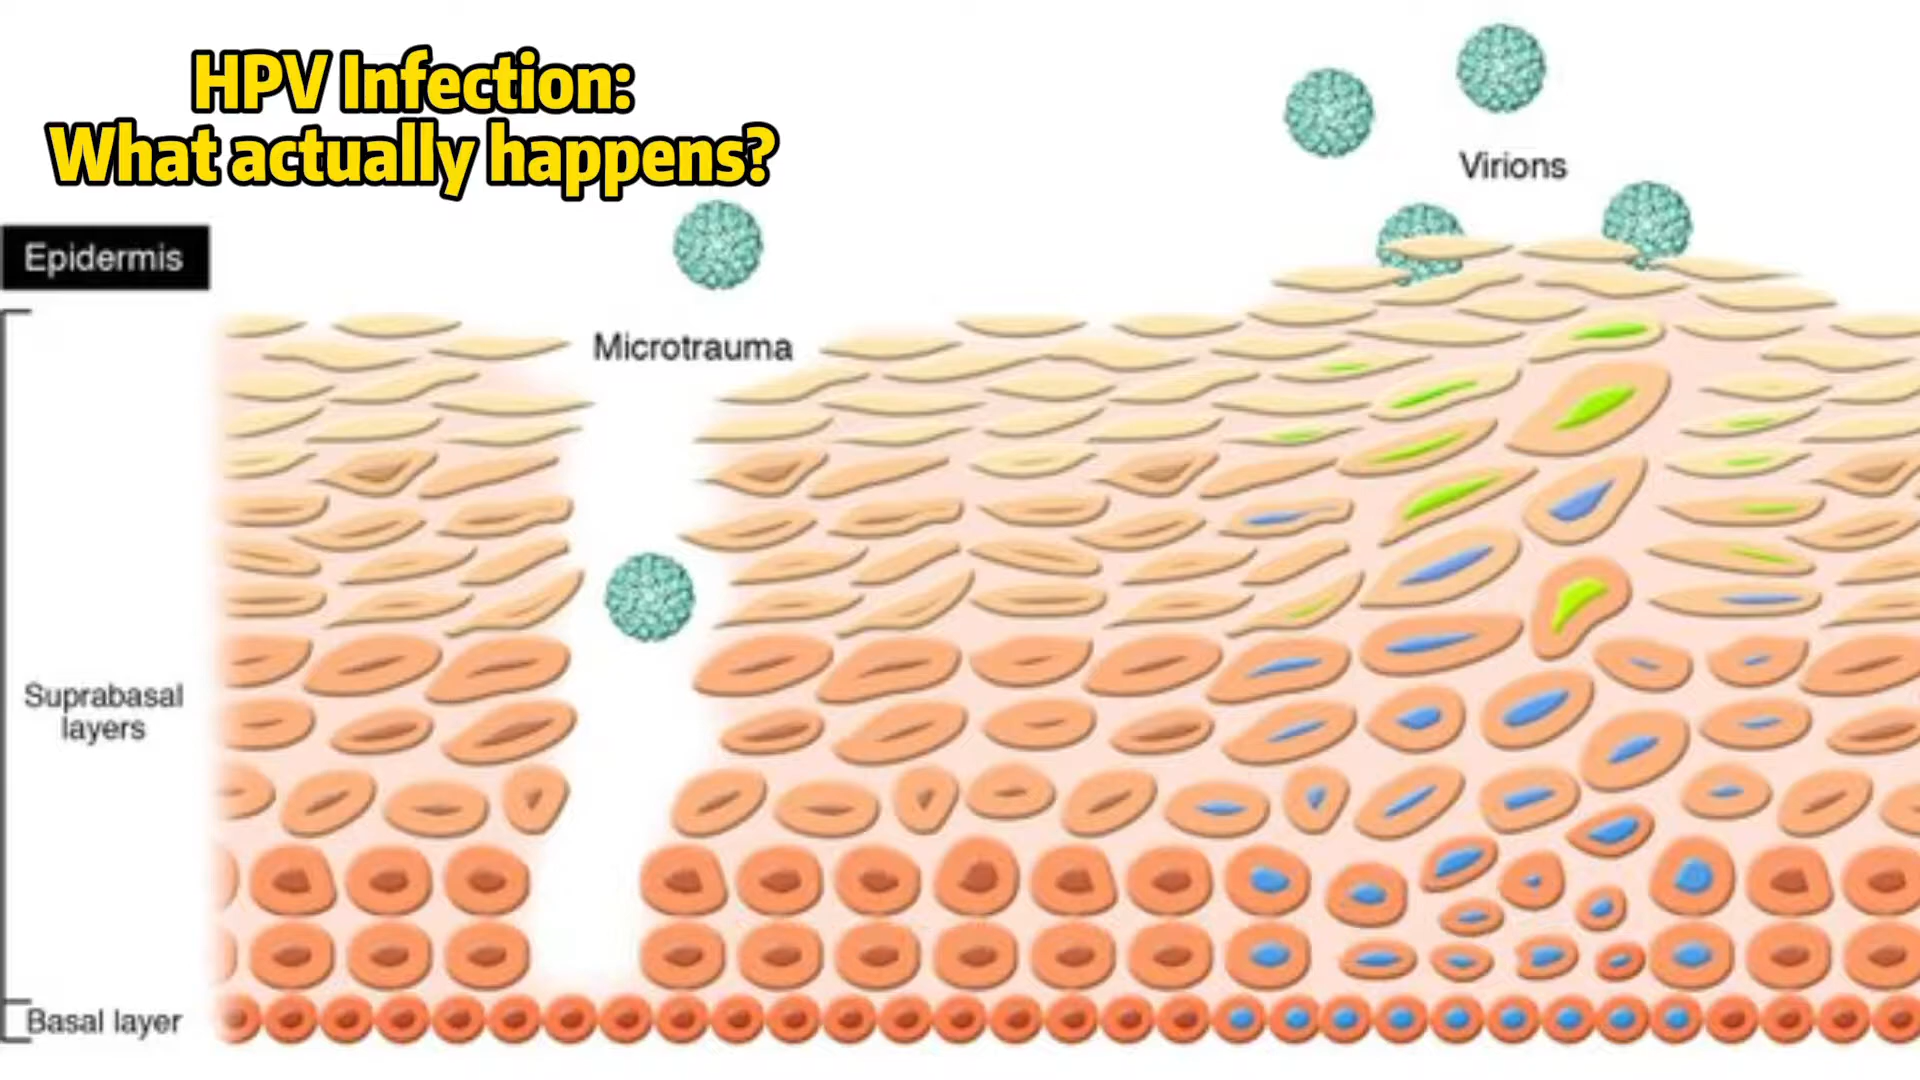 HPV Infection:
What actually happens?
Virions
Epidermis
Microtrauma
Suprabasal
layers
Basal layer